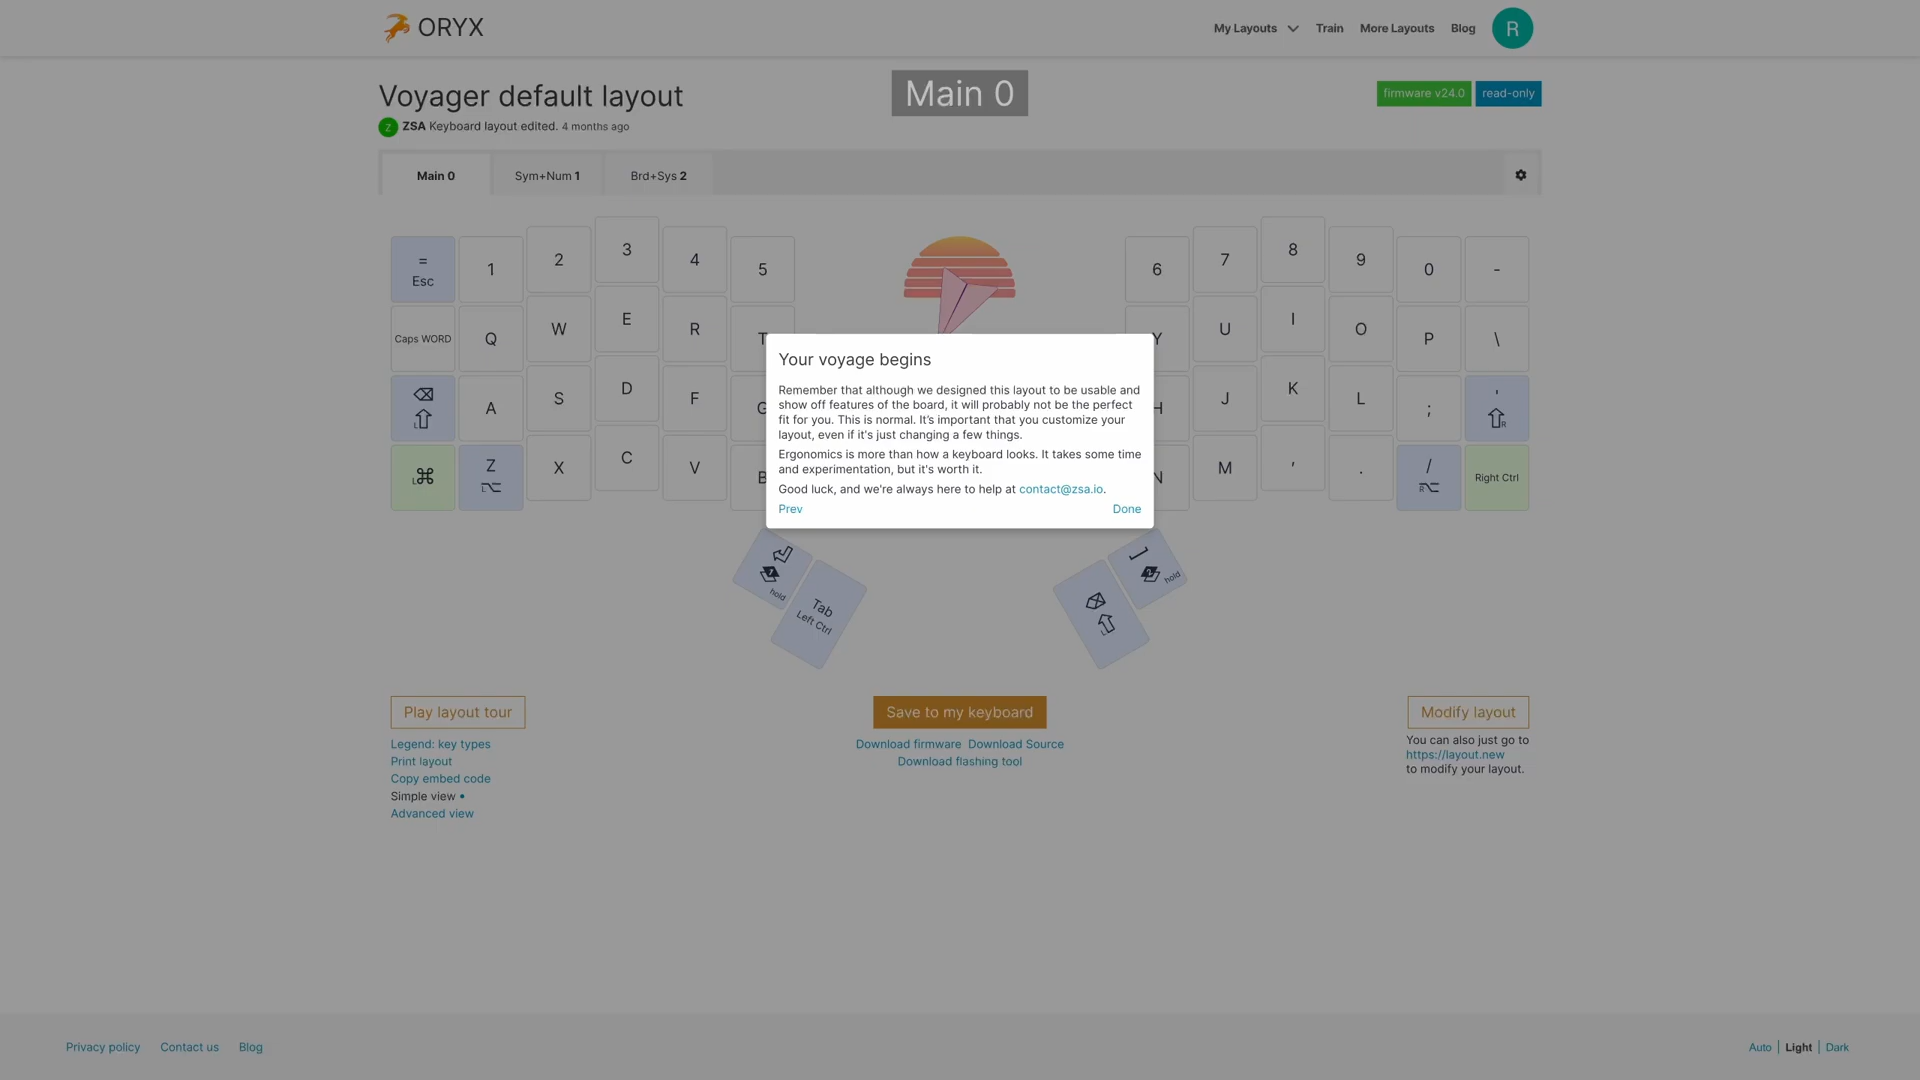 ORYX
My Layouts
Train
More Layouts
Blog
R
Voyager default layout
Main 0
firmware v24.0
read-only
Z
ZSA Keyboard layout edited. 4 months ago
Main 0
Sym+Num 1
Brd+Sys 2
=
Esc
1
2
3
4
5
6
7
8
9
0
-
Caps WORD
Q
W
E
R
T
Y
U
I
O
P
\
L
A
S
D
F
G
H
J
K
L
;
'
R
L
Z
L
X
C
V
B
N
M
,
.
/
R
Right Ctrl
Your voyage begins
Remember that although we designed this layout to be usable and
show off features of the board, it will probably not be the perfect
fit for you. This is normal. It's important that you customize your
layout, even if it's just changing a few things.
Ergonomics is more than how a keyboard looks. It takes some time
and experimentation, but it's worth it.
Good luck, and we're always here to help at contact@zsa.io.
Prev
Done
1
hold
Tab
Left Ctrl
L
2
hold
Play layout tour
Legend: key types
Print layout
Copy embed code
Simple view
Advanced view
Save to my keyboard
Download firmware Download Source
Download flashing tool
Modify layout
You can also just go to
https://layout.new
to modify your layout.
Privacy policy
Contact us
Blog
Auto | Light | Dark